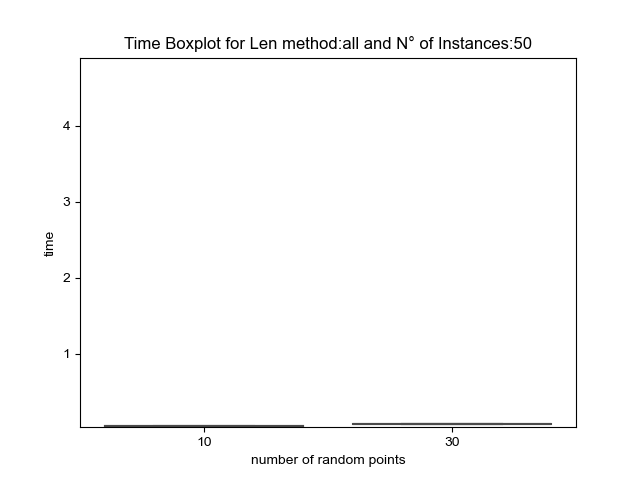 Time Boxplot for Len method:all and N° of Instances:50
4
3
2
1
time
10
30
number of random points